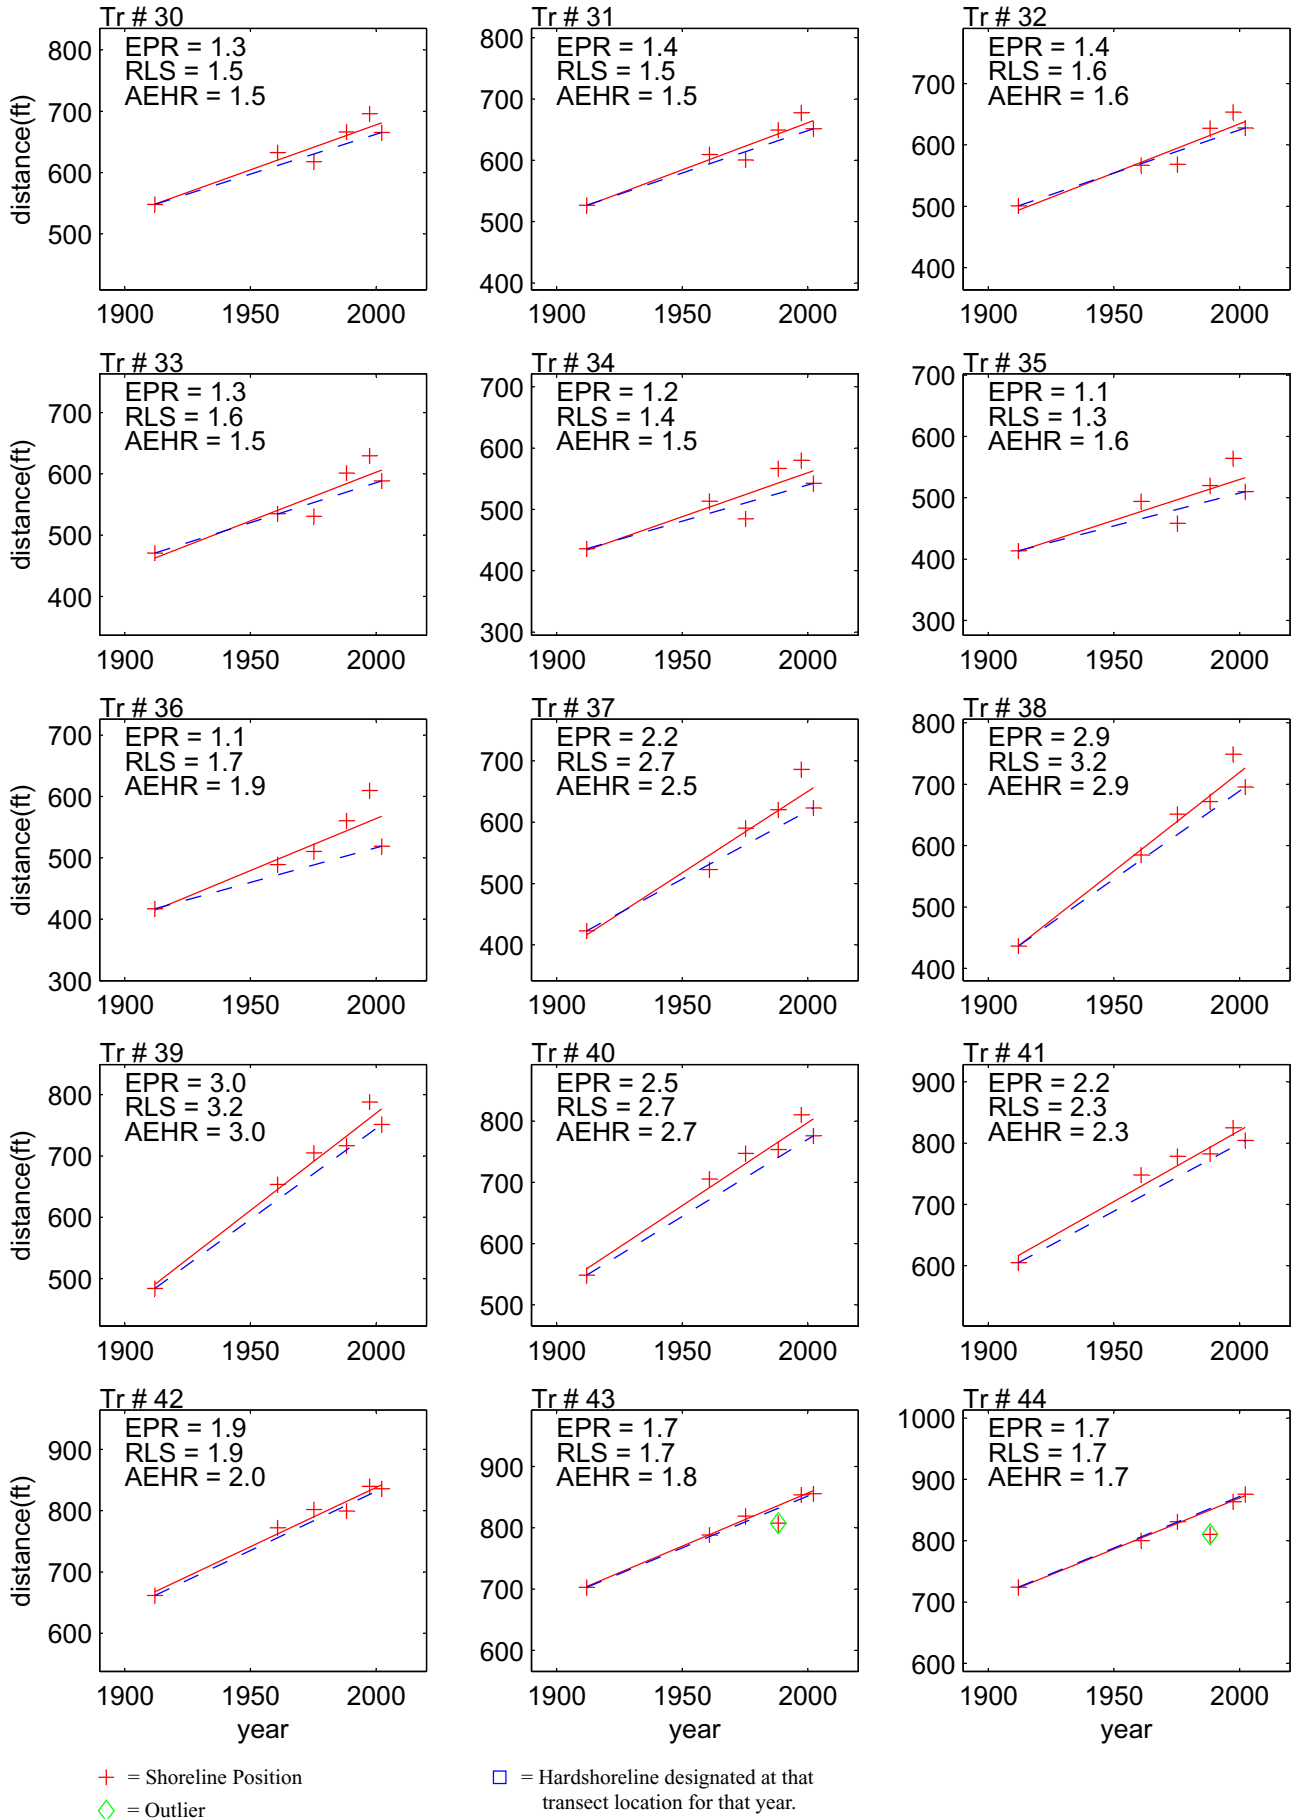 Tr # 30
EPR = 1.3
RLS = 1.5
AEHR = 1.5
800
700
600
500
distance(ft)
1900 1950 2000
Tr # 31
EPR = 1.4
RLS = 1.5
AEHR = 1.5
800
700
600
500
400
1900 1950 2000
Tr # 32
EPR = 1.4
RLS = 1.6
AEHR = 1.6
700
600
500
400
1900 1950 2000
Tr # 33
EPR = 1.3
RLS = 1.6
AEHR = 1.5
700
600
500
400
distance(ft)
1900 1950 2000
Tr # 34
EPR = 1.2
RLS = 1.4
AEHR = 1.5
700
600
500
400
300
1900 1950 2000
Tr # 35
EPR = 1.1
RLS = 1.3
AEHR = 1.6
700
600
500
400
300
1900 1950 2000
Tr # 36
EPR = 1.1
RLS = 1.7
AEHR = 1.9
700
600
500
400
300
distance(ft)
1900 1950 2000
Tr # 37
EPR = 2.2
RLS = 2.7
AEHR = 2.5
700
600
500
400
1900 1950 2000
Tr # 38
EPR = 2.9
RLS = 3.2
AEHR = 2.9
800
700
600
500
400
1900 1950 2000
Tr # 39
EPR = 3.0
RLS = 3.2
AEHR = 3.0
800
700
600
500
distance(ft)
1900 1950 2000
Tr # 40
EPR = 2.5
RLS = 2.7
AEHR = 2.7
800
700
600
500
1900 1950 2000
Tr # 41
EPR = 2.2
RLS = 2.3
AEHR = 2.3
900
800
700
600
1900 1950 2000
Tr # 42
EPR = 1.9
RLS = 1.9
AEHR = 2.0
900
800
700
600
distance(ft)
1900 1950 2000
year
Tr # 43
EPR = 1.7
RLS = 1.7
AEHR = 1.8
900
800
700
600
1900 1950 2000
year
Tr # 44
EPR = 1.7
RLS = 1.7
AEHR = 1.7
1000
900
800
700
600
1900 1950 2000
year
= Shoreline Position
= Outlier
= Hardshoreline designated at that
transect location for that year.